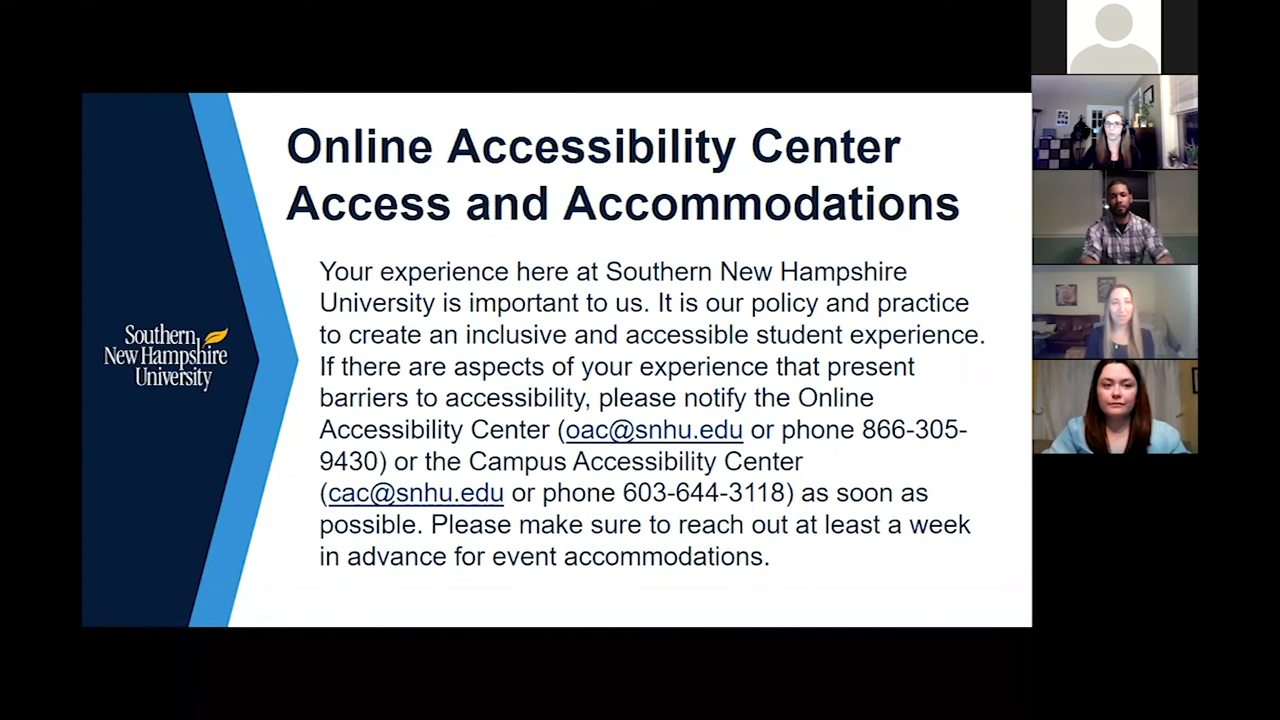 Online Accessibility Center
Access and Accommodations
Your experience here at Southern New Hampshire
University is important to us. It is our policy and practice
to create an inclusive and accessible student experience.
If there are aspects of your experience that present
barriers to accessibility, please notify the Online
Accessibility Center (oac@snhu.edu or phone 866-305-
9430) or the Campus Accessibility Center
(cac@snhu.edu or phone 603-644-3118) as soon as
possible. Please make sure to reach out at least a week
in advance for event accommodations.
Southern
New Hampshire
University